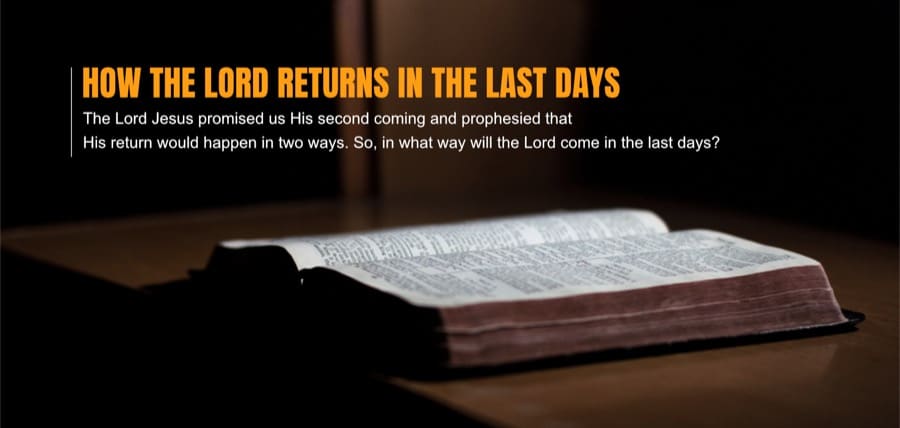 HOW THE LORD RETURNS IN THE LAST DAYS
The Lord Jesus promised us His second coming and prophesied that
His return would happen in two ways. So, in what way will the Lord come in the last days?